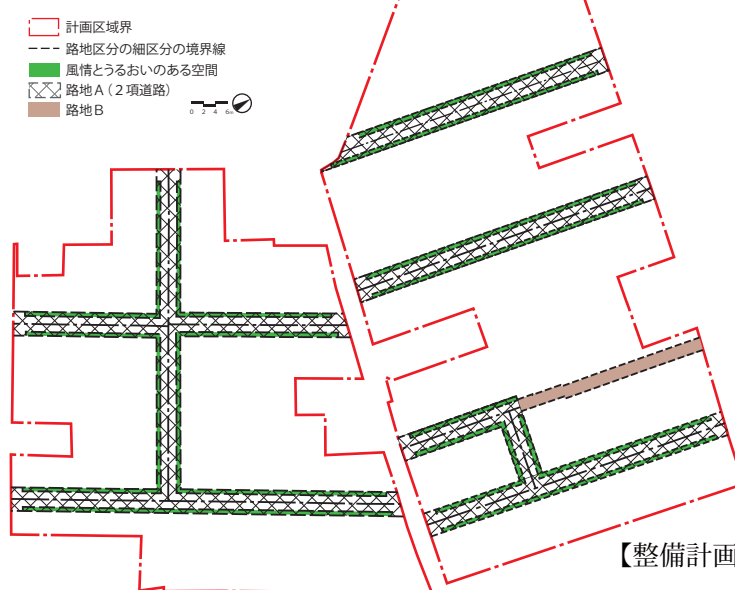 計画区域界
路地区分の細区分の境界線
風情とうるおいのある空間
路地A(2項道路)
路地B
0 2 4 6m
【整備計画